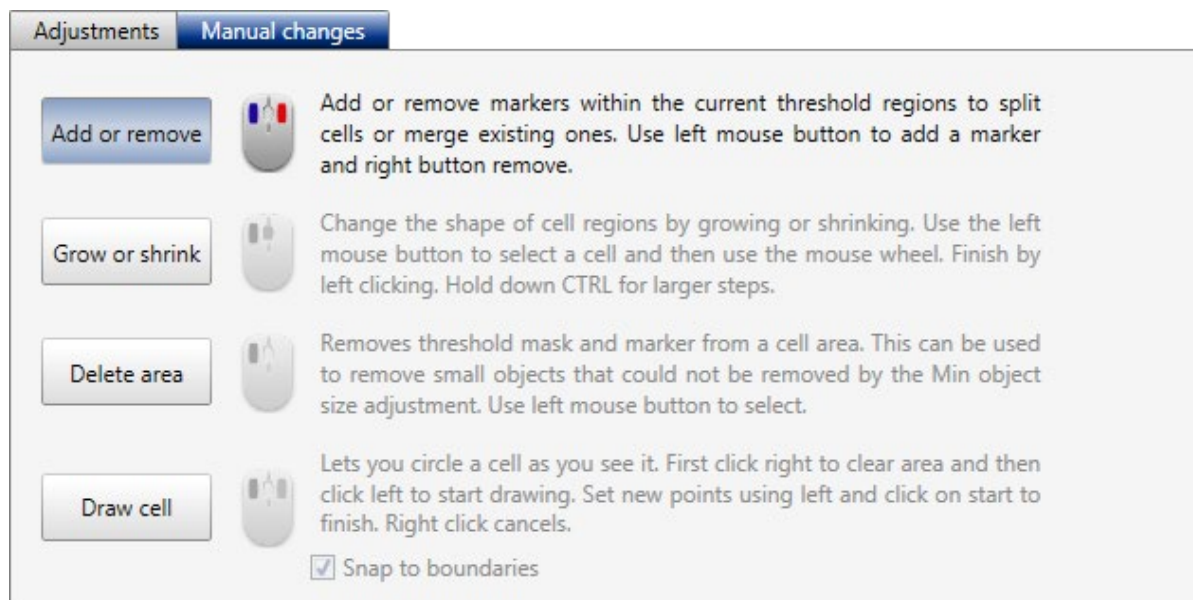 Adjustments Manual changes
Add or remove
Add or remove markers within the current threshold regions to split
cells or merge existing ones. Use left mouse button to add a marker
and right button remove.
Grow or shrink
Change the shape of cell regions by growing or shrinking. Use the left
mouse button to select a cell and then use the mouse wheel. Finish by
left clicking. Hold down CTRL for larger steps.
Delete area
Removes threshold mask and marker from a cell area. This can be used
to remove small objects that could not be removed by the Min object
size adjustment. Use left mouse button to select.
Draw cell
Lets you circle a cell as you see it. First click right to clear area and then
click left to start drawing. Set new points using left and click on start to
finish. Right click cancels.
Snap to boundaries